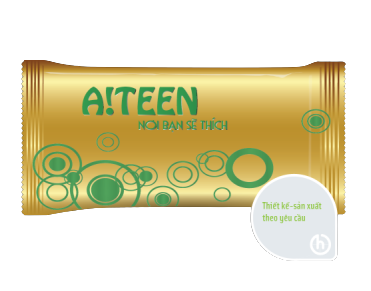 A!TEEN
NƠI BẠN SẼ THÍCH
Thiết kế-sản xuất
theo yêu cầu
h